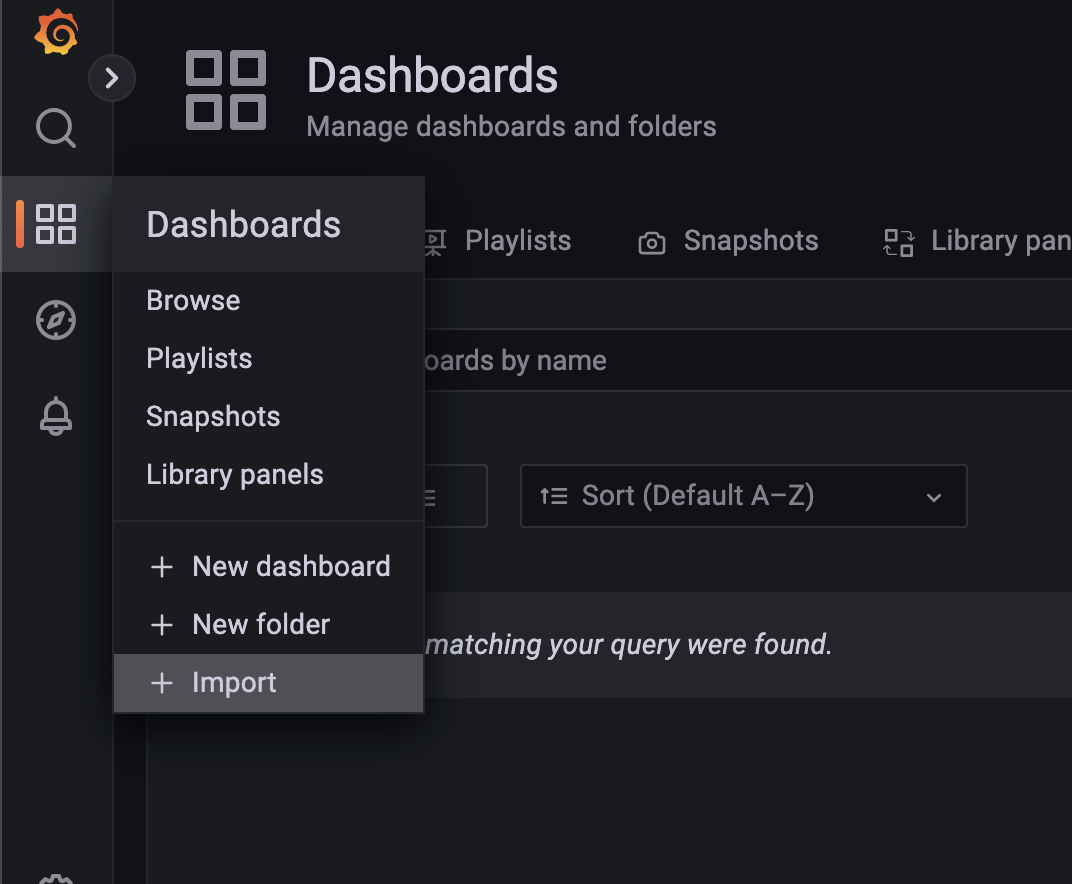 Dashboards
Manage dashboards and folders
Dashboards
Playlists
Snapshots
Library pan
Browse
Playlists
Snapshots
Library panels
oards by name
Sort (Default A–Z)
New dashboard
New folder
Import
matching your query were found.